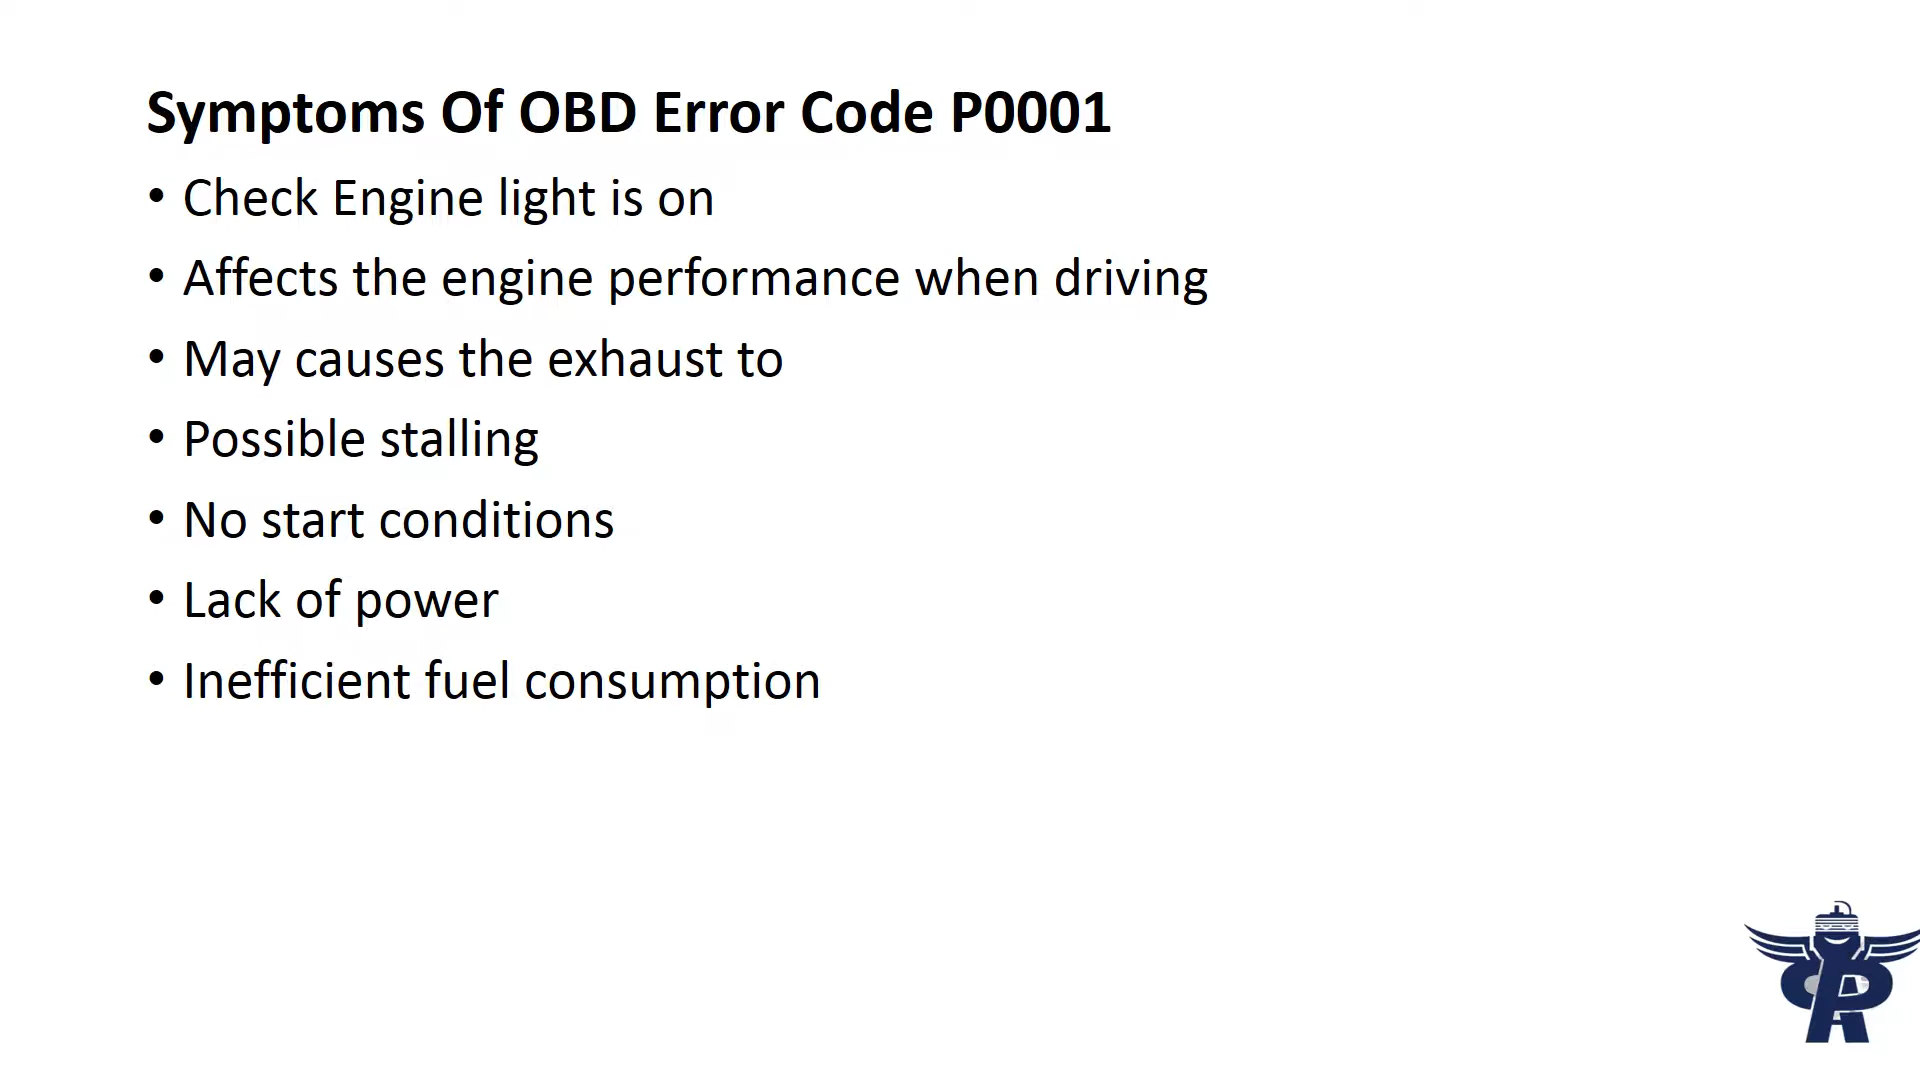 Symptoms Of OBD Error Code P0001
• Check Engine light is on
• Affects the engine performance when driving
• May causes the exhaust to
• Possible stalling
• No start conditions
• Lack of power
• Inefficient fuel consumption